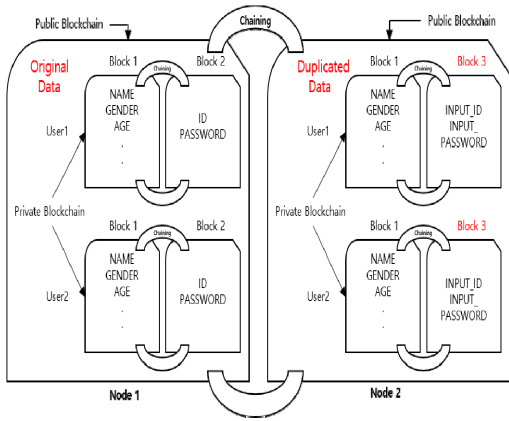 Public Blockchain
Chaining
Public Blockchain
Original
Data
Block 1
Chaining
Block 2
NAME
GENDER
AGE
.
.
ID
PASSWORD
User1
Private Blockchain
Block 1
Chaining
Block 2
NAME
GENDER
AGE
.
.
ID
PASSWORD
User2
Node 1
Duplicated
Data
Block 1
Chaining
Block 3
NAME
GENDER
AGE
.
.
INPUT_ID
INPUT_
PASSWORD
User1
Private Blockchain
Block 1
Chaining
Block 3
NAME
GENDER
AGE
.
.
INPUT_ID
INPUT_
PASSWORD
User2
Node 2